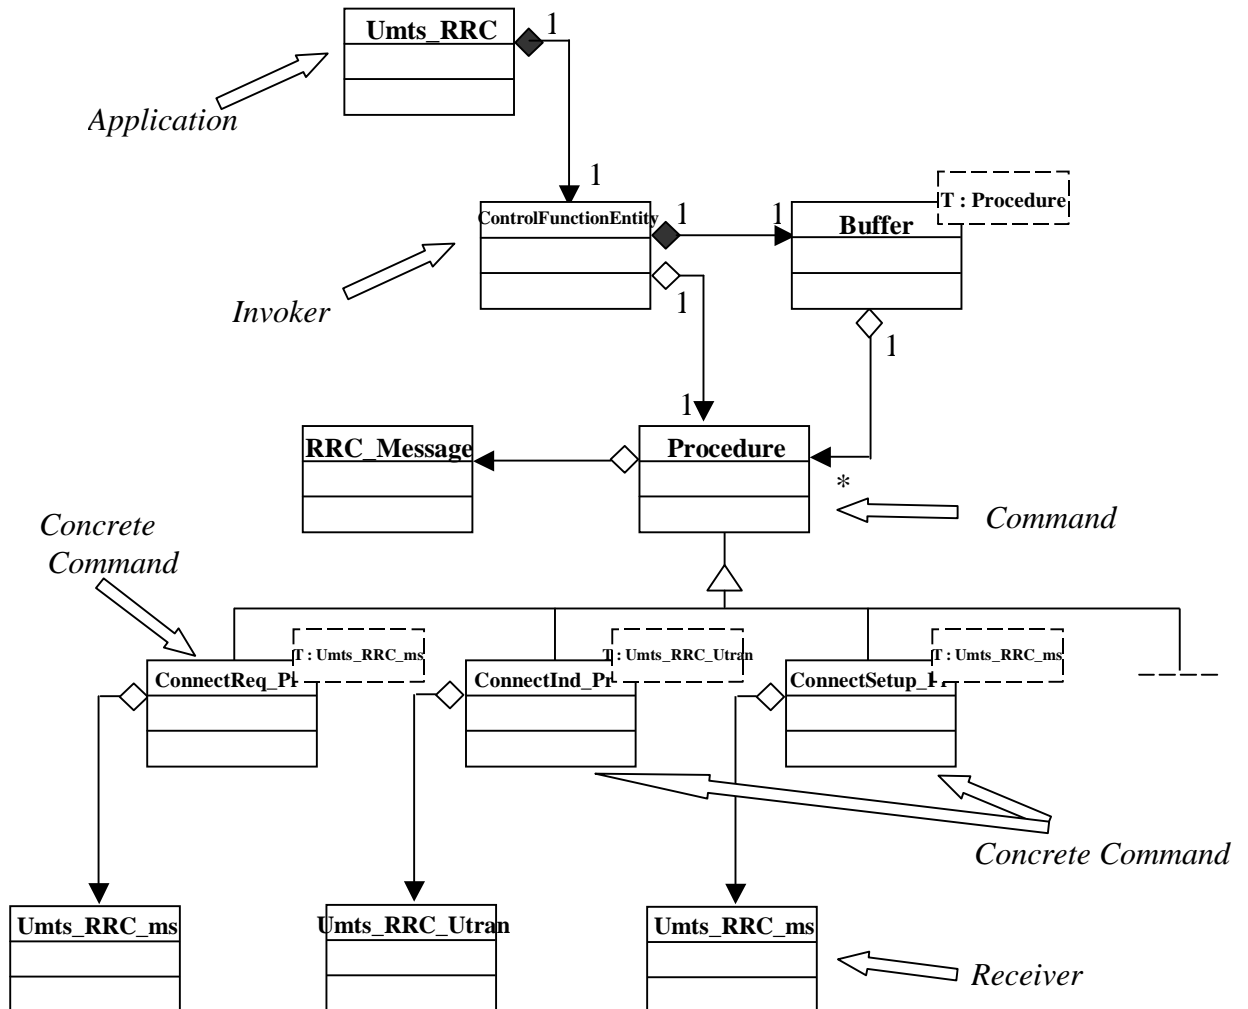 Umts_RRC
1
Application
1
T : Procedure
ControlFunctionEntity
1
1
Buffer
1
Invoker
1
1
RRC_Message
Procedure
*
Command
Concrete
Command
T : Umts_RRC_ms
T : Umts_RRC_Utran
T : Umts_RRC_ms
ConnectReq_P
ConnectInd_Pr
ConnectSetup_
Concrete Command
Umts_RRC_ms
Umts_RRC_Utran
Umts_RRC_ms
Receiver